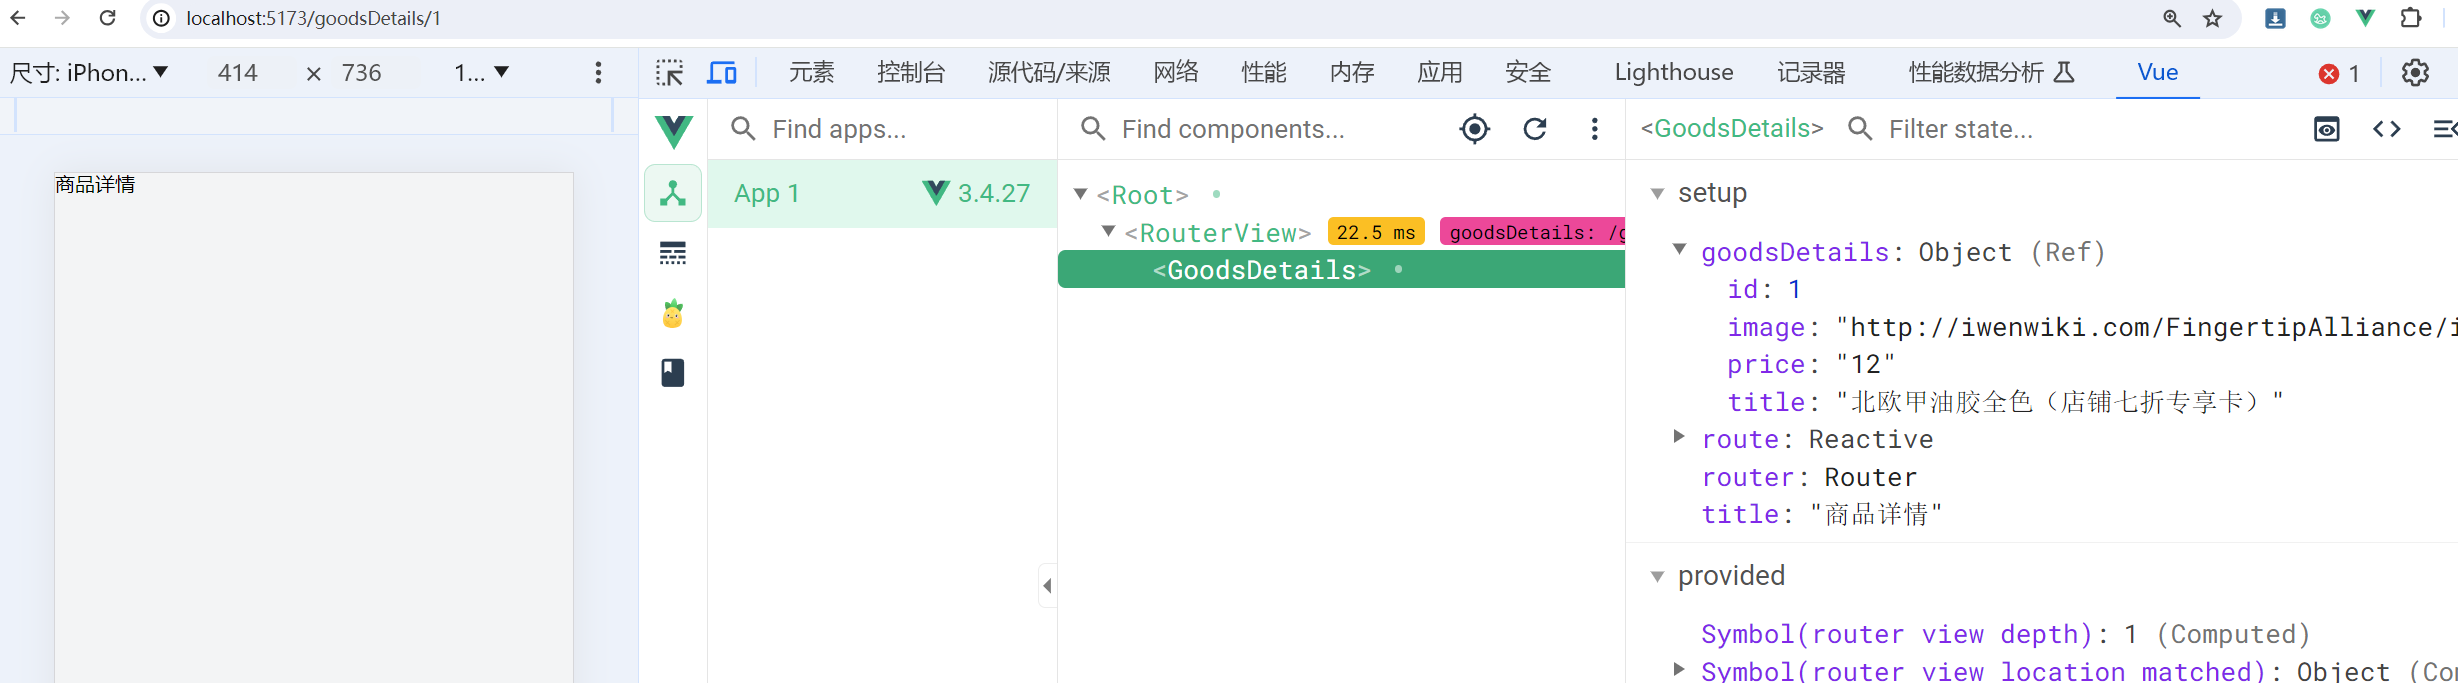 localhost:5173/goodsDetails/1
尺寸: iPhon... 414 × 736 1...
元素 控制台 源代码/来源 网络 性能 内存 应用 安全 Lighthouse 记录器 性能数据分析 Vue 1
商品详情
Find apps...
App 1 3.4.27
Find components...
<Root>
<RouterView> 22.5 ms goodsDetails: /g
<GoodsDetails>
<GoodsDetails> Filter state...
setup
goodsDetails: Object (Ref)
id: 1
image: "http://iwenwiki.com/FingertipAlliance/i
price: "12"
title: "北欧甲油胶全色（店铺七折专享卡）"
route: Reactive
router: Router
title: "商品详情"
provided
Symbol(router view depth): 1 (Computed)
Symbol(router view location matched): Object (Co